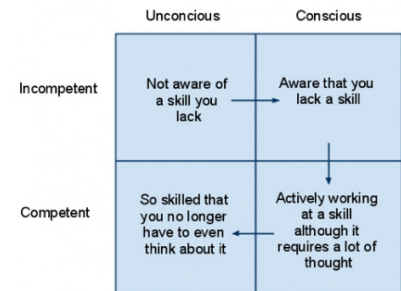 Unconcious
Conscious
Incompetent
Not aware of
a skill you
lack
Aware that you
lack a skill
Competent
So skilled that
you no longer
have to even
think about it
Actively working
at a skill
although it
requires a lot of
thought